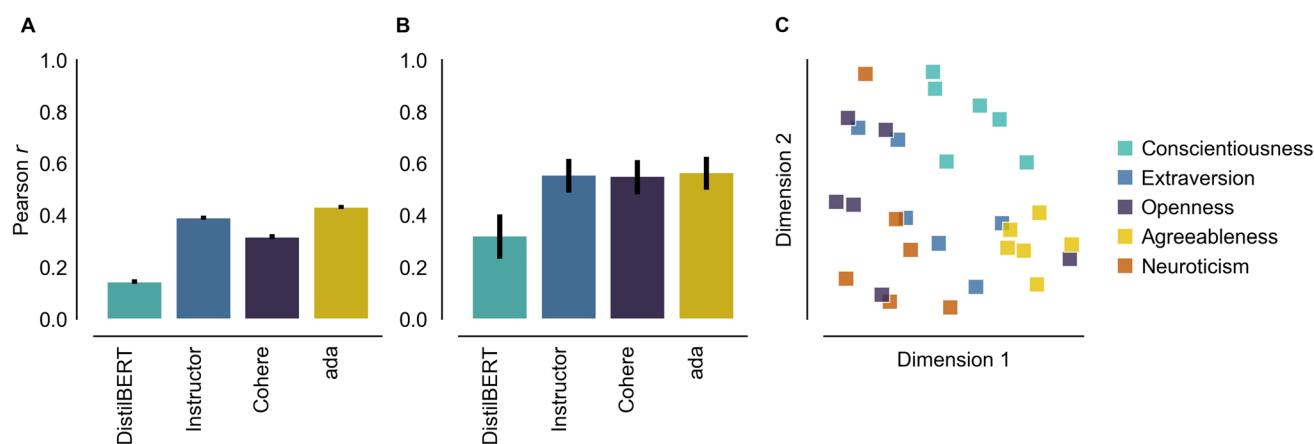 A
B
C
1.0
0.8
0.6
0.4
0.2
0.0
Pearson r
DistilBERT
Instructor
Cohere
ada
1.0
0.8
0.6
0.4
0.2
0.0
DistilBERT
Instructor
Cohere
ada
Dimension 2
Dimension 1
Conscientiousness
Extraversion
Openness
Agreeableness
Neuroticism